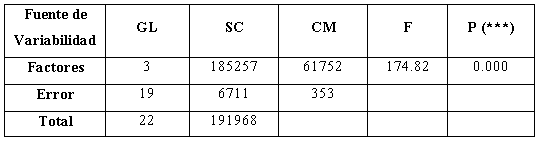 Fuente de Variabilidad GL SC CM F P (***)
Factores 3 185257 61752 174.82 0.000
Error 19 6711 353
Total 22 191968